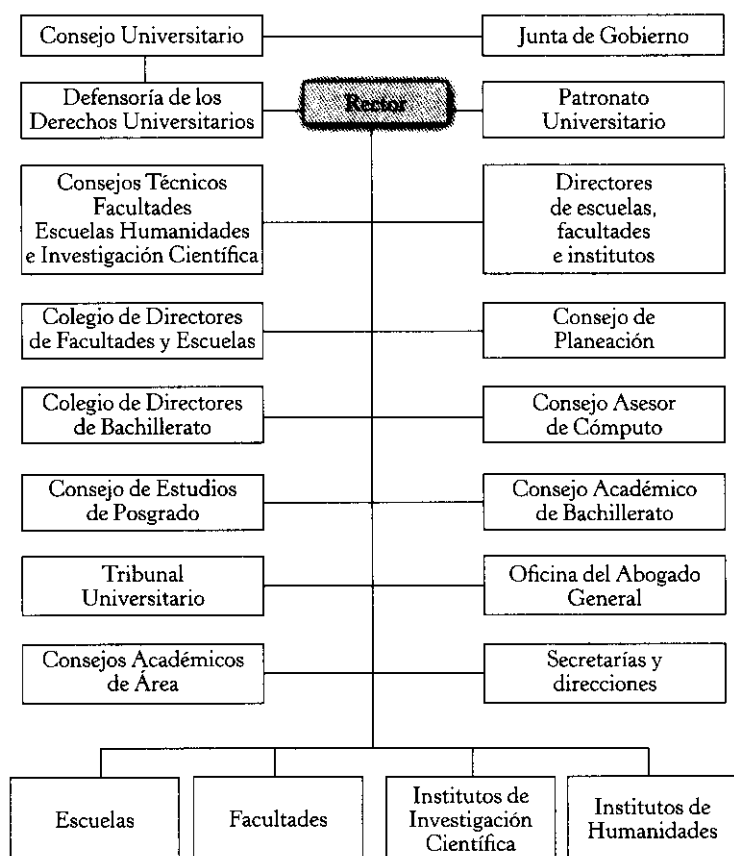 Consejo Universitario
Junta de Gobierno
Defensoría de los
Derechos Universitarios
Rector
Patronato
Universitario
Consejos Técnicos
Facultades
Escuelas Humanidades
e Investigación Científica
Directores
de escuelas,
facultades
e institutos
Colegio de Directores
de Facultades y Escuelas
Consejo de
Planeación
Colegio de Directores
de Bachillerato
Consejo Asesor
de Cómputo
Consejo de Estudios
de Posgrado
Consejo Académico
de Bachillerato
Tribunal
Universitario
Oficina del Abogado
General
Consejos Académicos
de Área
Secretarías y
direcciones
Escuelas
Facultades
Institutos de
Investigación
Científica
Institutos de
Humanidades